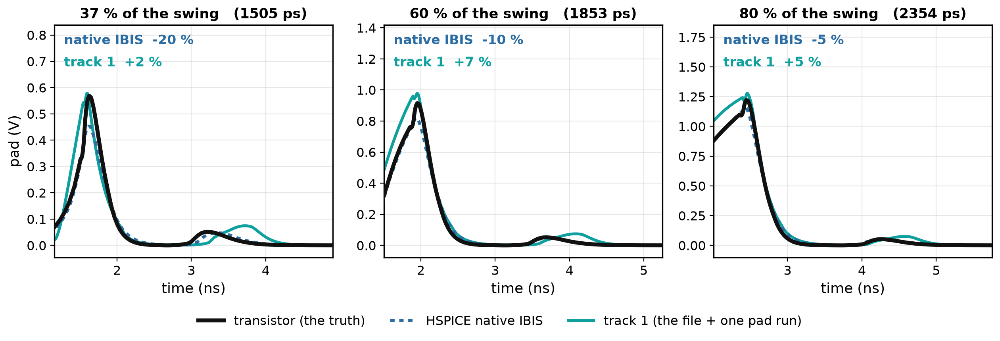 37 % of the swing   (1505 ps)
native IBIS  -20 %
track 1  +2 %
0.8
0.7
0.6
0.5
0.4
0.3
0.2
0.1
0.0
pad (V)
2
3
4
time (ns)
60 % of the swing   (1853 ps)
native IBIS  -10 %
track 1  +7 %
1.4
1.2
1.0
0.8
0.6
0.4
0.2
0.0
2
3
4
5
time (ns)
80 % of the swing   (2354 ps)
native IBIS  -5 %
track 1  +5 %
1.75
1.50
1.25
1.00
0.75
0.50
0.25
0.00
3
4
5
time (ns)
transistor (the truth)
HSPICE native IBIS
track 1 (the file + one pad run)